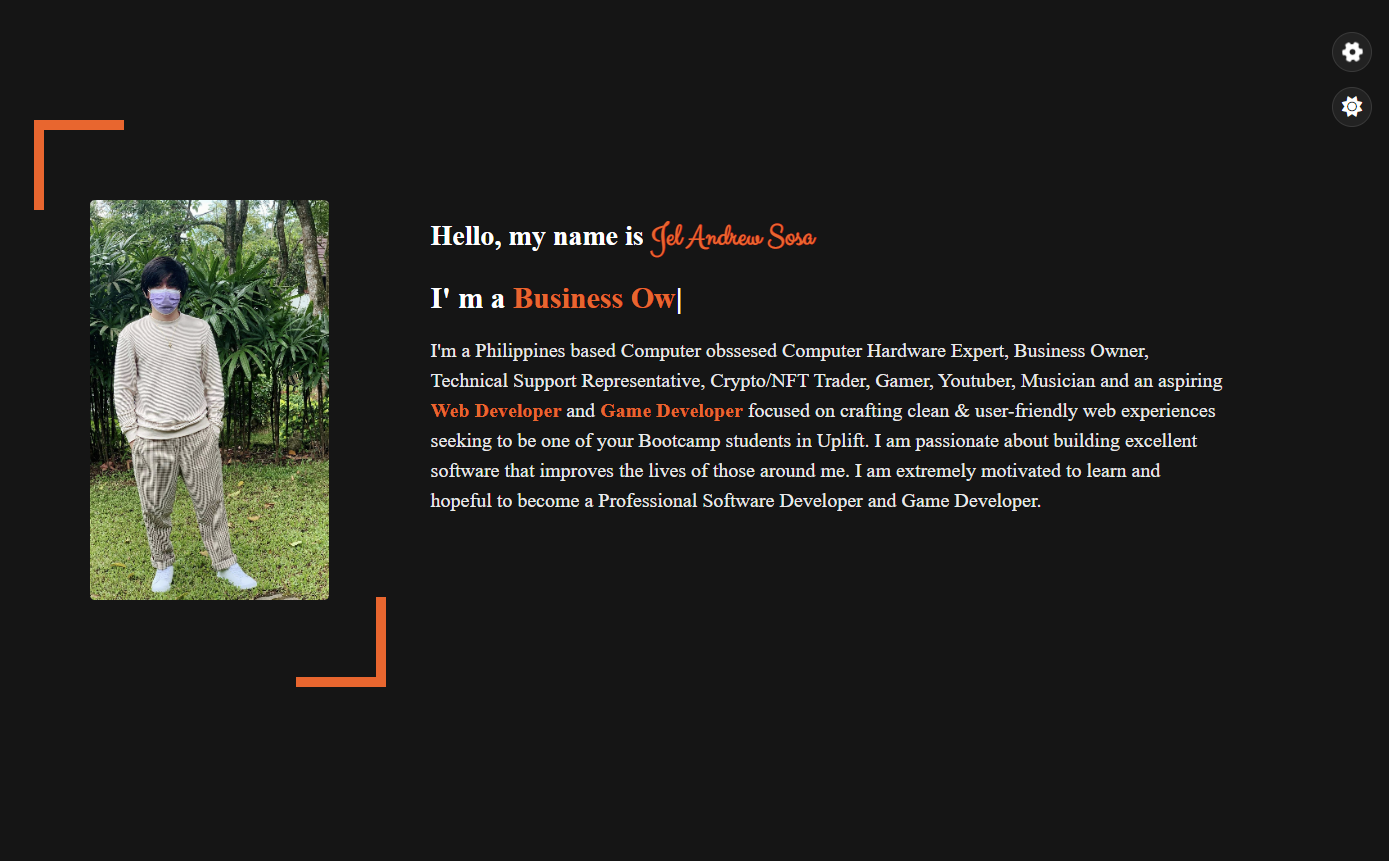 Hello, my name is Jel Andrew Sosa
I' m a Business Ow|
I'm a Philippines based Computer obssesed Computer Hardware Expert, Business Owner,
Technical Support Representative, Crypto/NFT Trader, Gamer, Youtuber, Musician and an aspiring
Web Developer and Game Developer focused on crafting clean & user-friendly web experiences
seeking to be one of your Bootcamp students in Uplift. I am passionate about building excellent
software that improves the lives of those around me. I am extremely motivated to learn and
hopeful to become a Professional Software Developer and Game Developer.